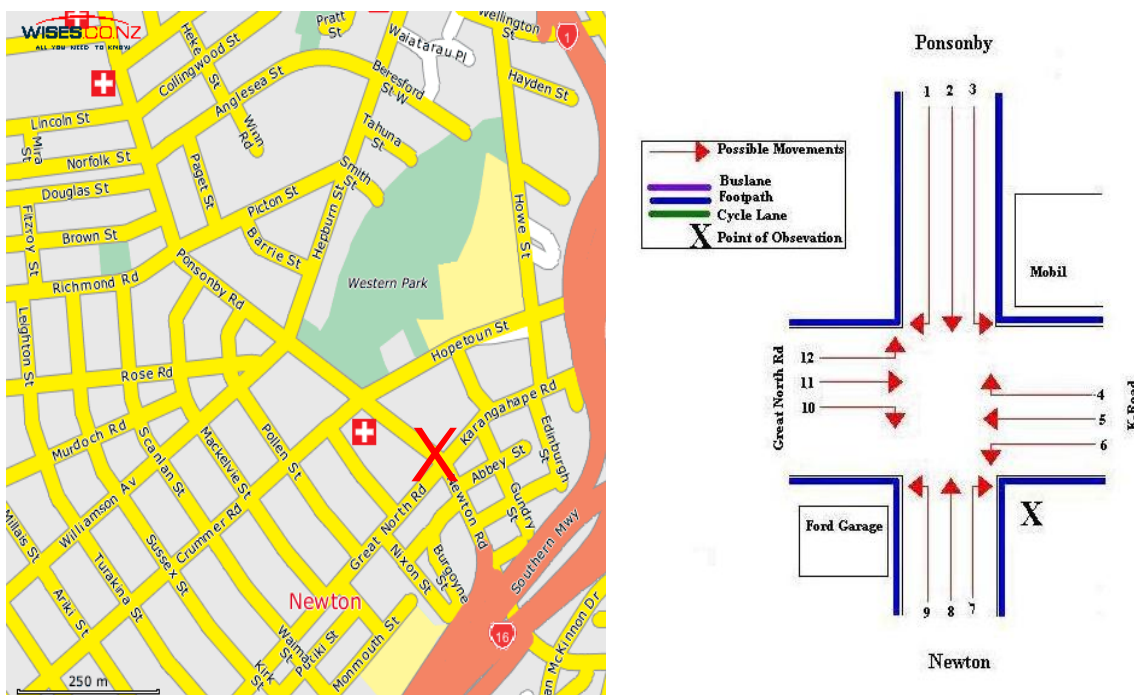 WISES.CO.NZ
ALL YOU NEED TO KNOW
Heke St
Collingwood St
Pratt St
Wellington St
1
Waiatarau Pl
Anglesea St
Beresford St W
Hayden St
Lincoln St
Winn Rd
Mira St
Norfolk St
Tahuna St
Paget St
Douglas St
Smith St
Picton St
Fitzroy St
Howe St
Brown St
Hepburn St
Barrie St
Ponsonby Rd
Richmond Rd
Western Park
Leighton St
Hopetoun St
Rose Rd
Karangahape Rd
Murdoch Rd
Scanlan St
Mackelvie St
Pollen St
X
Edinburgh St
Abbey St
Williamson Av
Great North Rd
Newton Rd
Gundry St
Crummer Rd
Millais St
Turakina St
Sussex St
Nixon St
Burgoyne St
Southern Mwy
Ariki St
Newton
16
Putiki St
Monmouth St
Kirk
250 m
Ponsonby
1 2 3
Possible Movements
Buslane
Footpath
Cycle Lane
X Point of Obsevation
Mobil
Great North Rd
12
11
10
4
5
6
K-Road
Ford Garage
X
9 8 7
Newton